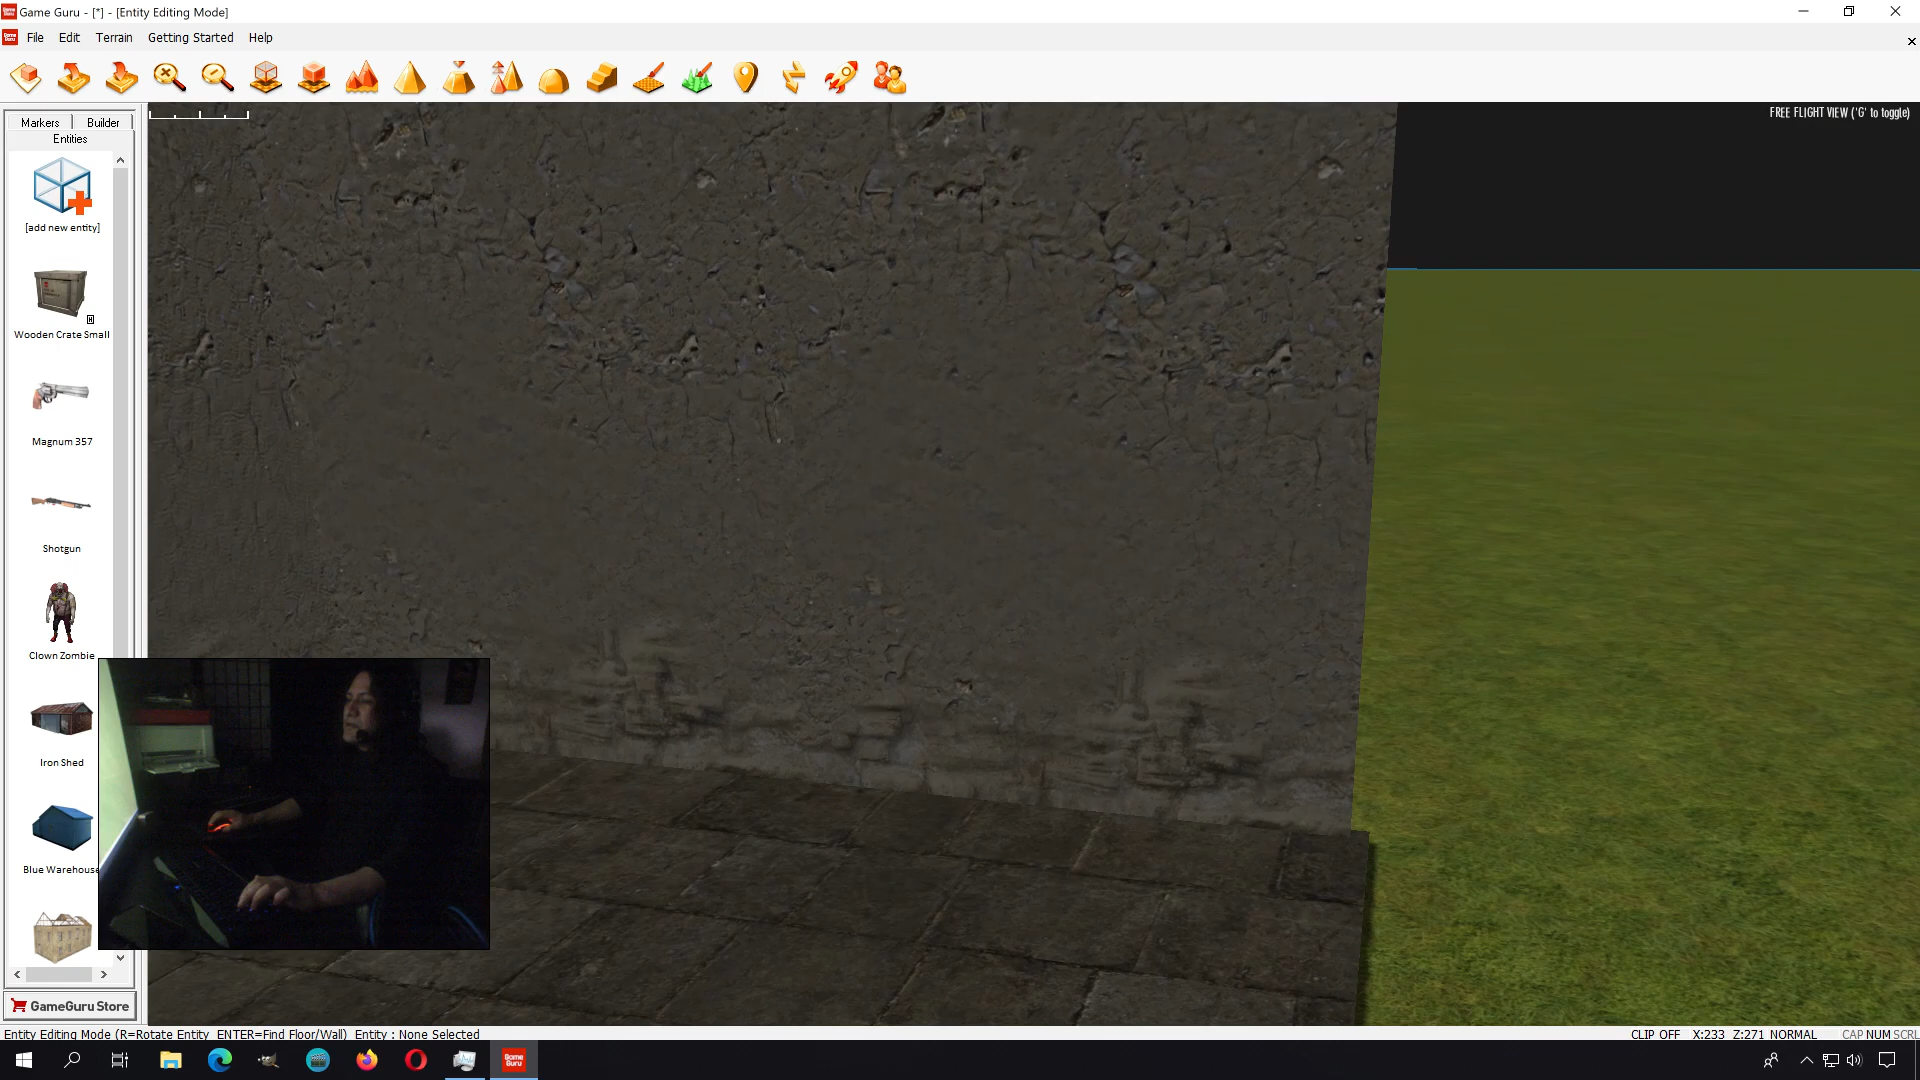 Game Guru - [*] - [Entity Editing Mode]
File Edit Terrain Getting Started Help
FREE FLIGHT VIEW ('G' to toggle)
Markers Builder
Entities
[add new entity]
Wooden Crate Small
Magnum 357
Shotgun
Clown Zombie
Iron Shed
Blue Warehouse
GameGuru Store
Entity Editing Mode (R=Rotate Entity ENTER=Find Floor/Wall) Entity : None Selected
CLIP OFF X:233 Z:271 NORMAL CAP NUM SCRL
Game Guru